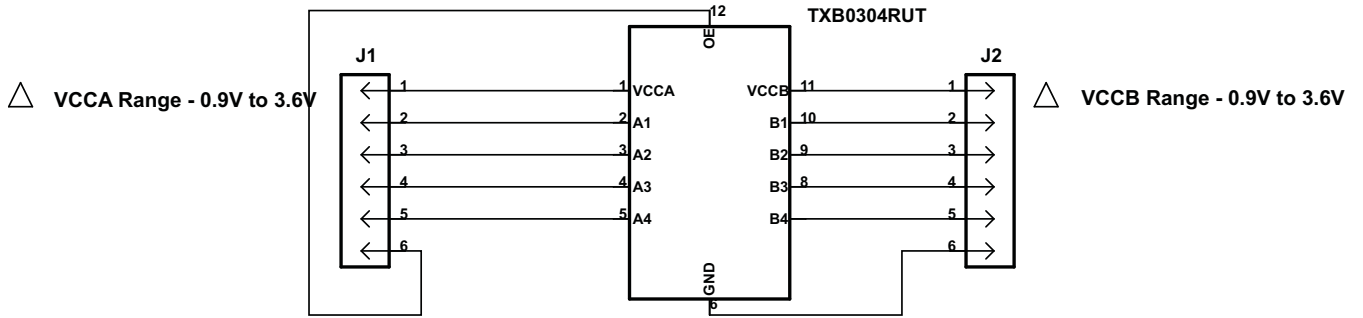 12 TXB0304RUT
OE
J1 J2
△ VCCA Range - 0.9V to 3.6V
1 1 VCCA VCCB 11 1
△ VCCB Range - 0.9V to 3.6V
2 2 A1 B1 10 2
3 3 A2 B2 9 3
4 4 A3 B3 8 4
5 5 A4 B4 5
6 6
GND
6